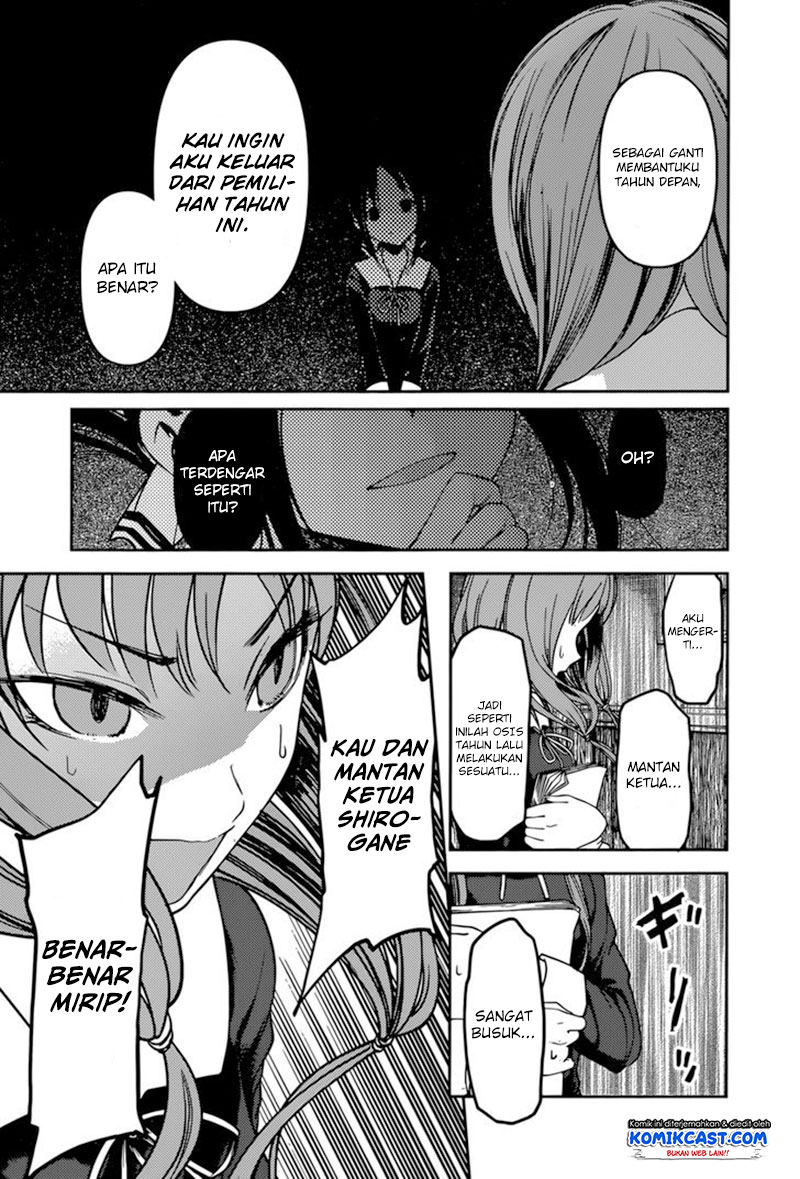 SEBAGAI GANTI
MEMBANTUKU
TAHUN DEPAN,
KAU INGIN
AKU KELUAR
DARI PEMILI-
HAN TAHUN
INI.
APA ITU
BENAR?
OH?
APA
TERDENGAR
SEPERTI
ITU?
AKU
MENGER-
TI...
MANTAN
KETUA...
JADI
SEPERTI
INILAH OSIS
TAHUN LALU
MELAKUKAN
SESUATU...
ギリッ
SANGAT
BUSUK...
KAU DAN
MANTAN
KETUA
SHIRO-
GANE
BENAR-
BENAR
MIRIP!
Komik ini diterjemahkan & diedit oleh
KOMIKCAST.COM
BUKAN WEB LAIN!!